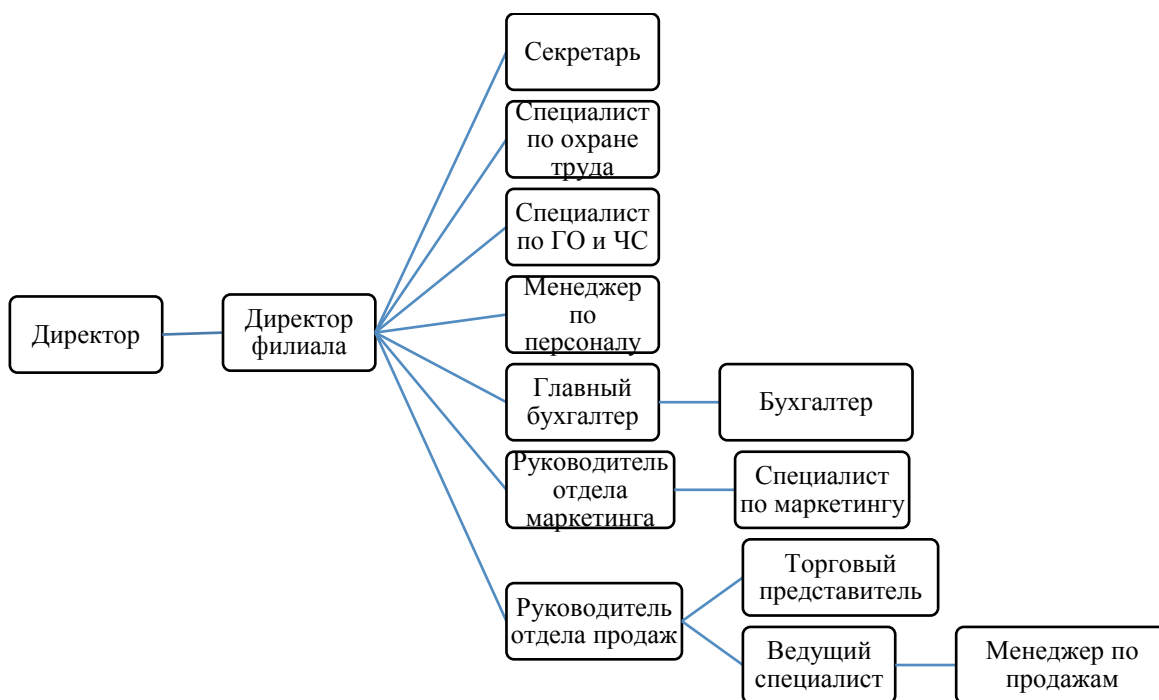 Секретарь
Специалист
по охране
труда
Специалист
по ГО и ЧС
Менеджер
по
персоналу
Директор
Директор
филиала
Главный
бухгалтер
Бухгалтер
Руководитель
отдела
маркетинга
Специалист
по маркетингу
Руководитель
отдела продаж
Торговый
представитель
Ведущий
специалист
Менеджер по
продажам